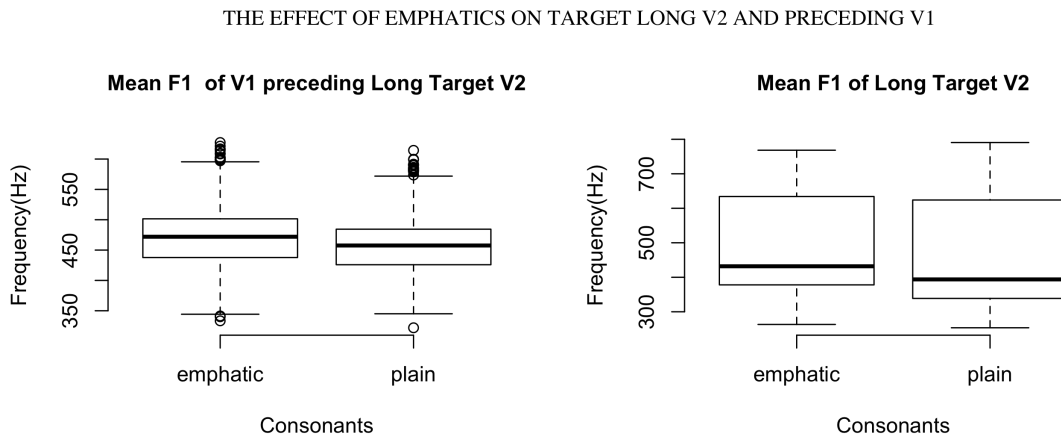 THE EFFECT OF EMPHATICS ON TARGET LONG V2 AND PRECEDING V1
Mean F1 of V1 preceding Long Target V2
Frequency(Hz)
550
450
350
emphatic plain
Consonants
Mean F1 of Long Target V2
Frequency(Hz)
700
500
300
emphatic plain
Consonants